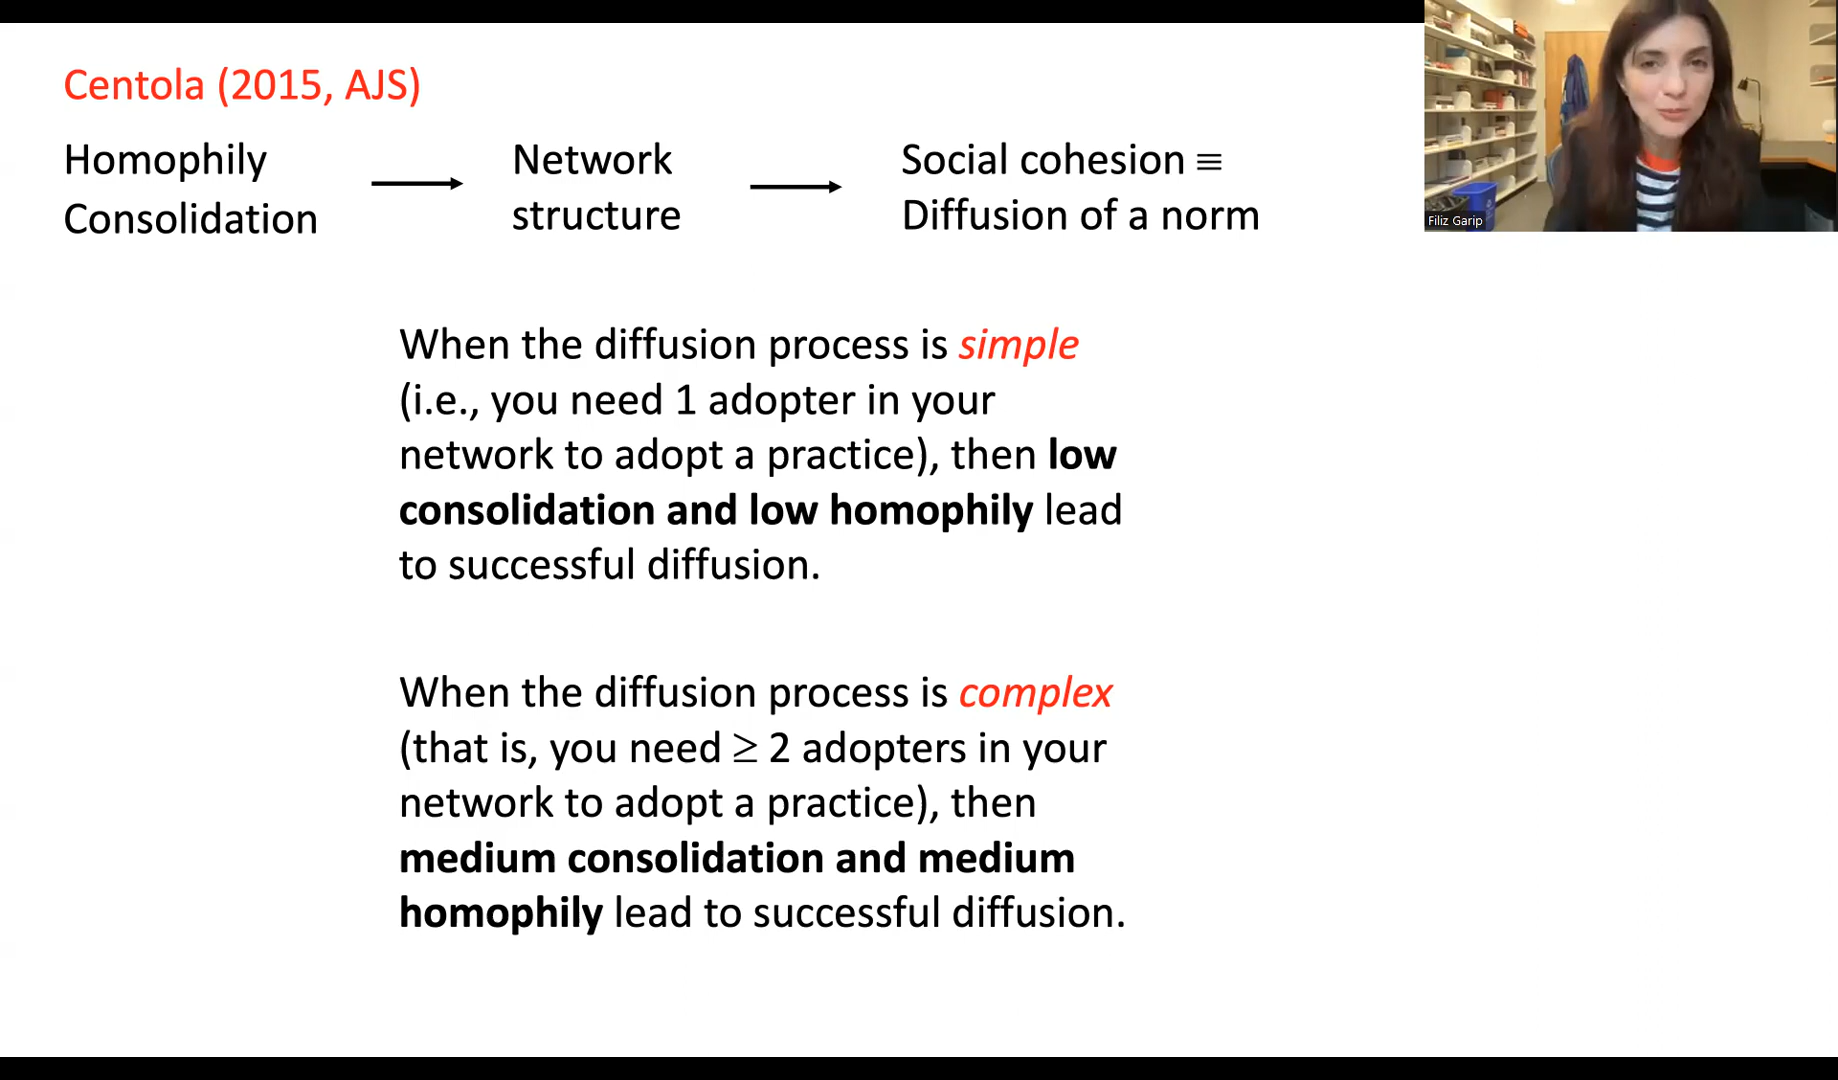 Centola (2015, AJS)
Homophily
Consolidation
Network
structure
Social cohesion ≡
Diffusion of a norm
Filiz Garip
When the diffusion process is simple
(i.e., you need 1 adopter in your
network to adopt a practice), then low
consolidation and low homophily lead
to successful diffusion.
When the diffusion process is complex
(that is, you need ≥ 2 adopters in your
network to adopt a practice), then
medium consolidation and medium
homophily lead to successful diffusion.